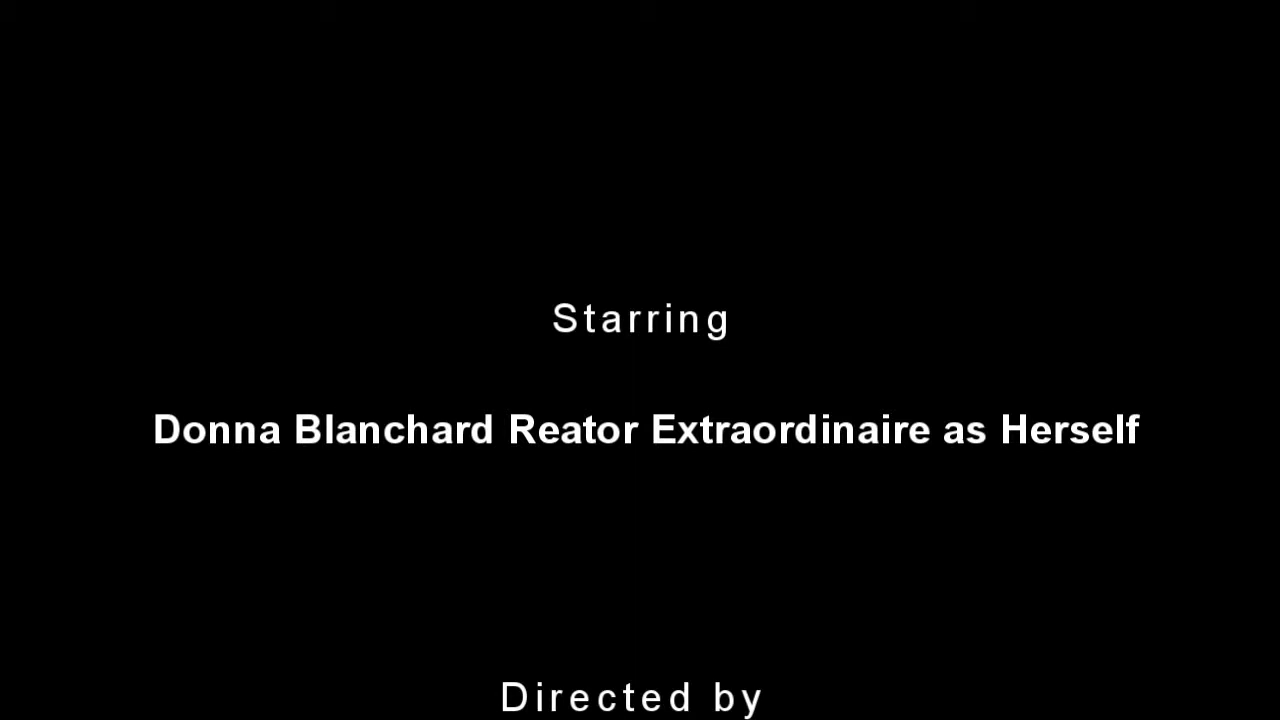 Starring
Donna Blanchard Reator Extraordinaire as Herself
Directed by